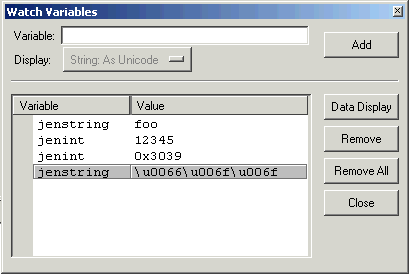 Watch Variables
Variable:
Add
Display: String: As Unicode
Variable Value
Data Display
jenstring foo
jenint 12345
Remove
jenint 0x3039
jenstring \u0066\u006f\u006f
Remove All
Close